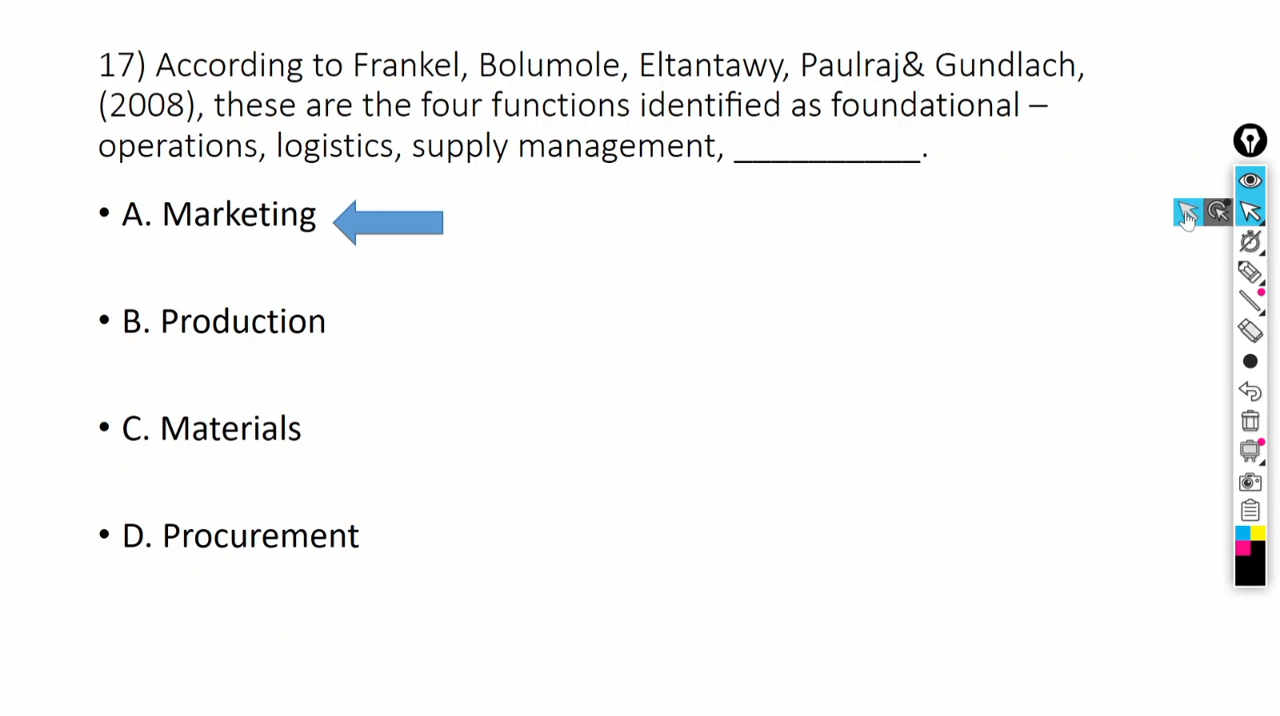 17) According to Frankel, Bolumole, Eltantawy, Paulraj& Gundlach,
(2008), these are the four functions identified as foundational –
operations, logistics, supply management, __________.
• A. Marketing
• B. Production
• C. Materials
• D. Procurement